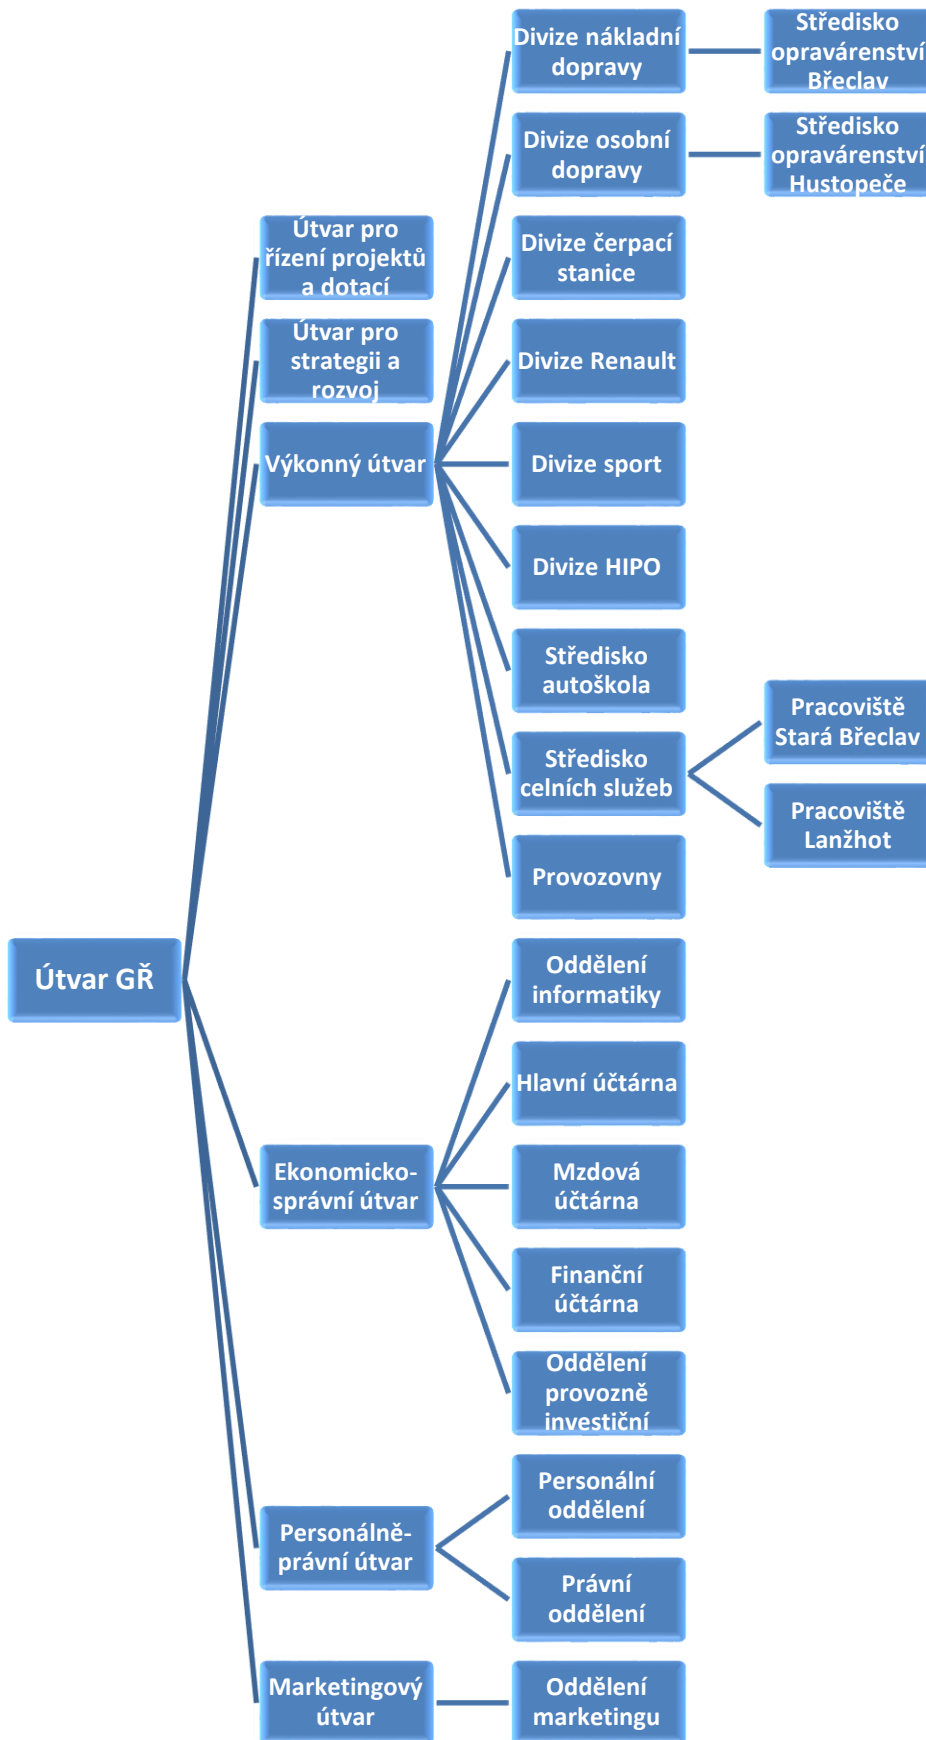 Divize nákladní
dopravy
Středisko
opravárenství
Břeclav
Divize osobní
dopravy
Středisko
opravárenství
Hustopeče
Útvar pro
řízení projektů
a dotací
Divize čerpací
stanice
Útvar pro
strategii a
rozvoj
Divize Renault
Výkonný útvar
Divize sport
Divize HIPO
Středisko
autoškola
Středisko
celních služeb
Pracoviště
Stará Břeclav
Pracoviště
Lanžhot
Provozovny
Útvar GŘ
Oddělení
informatiky
Hlavní účtárna
Ekonomicko-
správní útvar
Mzdová
účtárna
Finanční
účtárna
Oddělení
provozně
investiční
Personálně-
právní útvar
Personální
oddělení
Právní
oddělení
Marketingový
útvar
Oddělení
marketingu